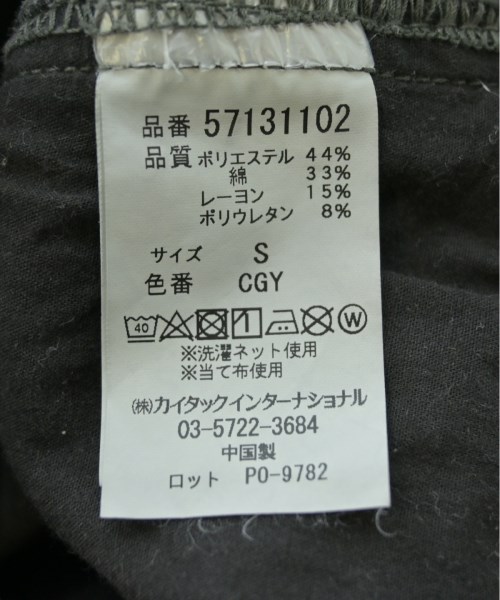 品番 57131102
品質 ポリエステル 44%
綿 33%
レーヨン 15%
ポリウレタン 8%
サイズ S
色番 CGY
40 W
※洗濯ネット使用
※当て布使用
㈱カイタックインターナショナル
03-5722-3684
中国製
ロット PO-9782